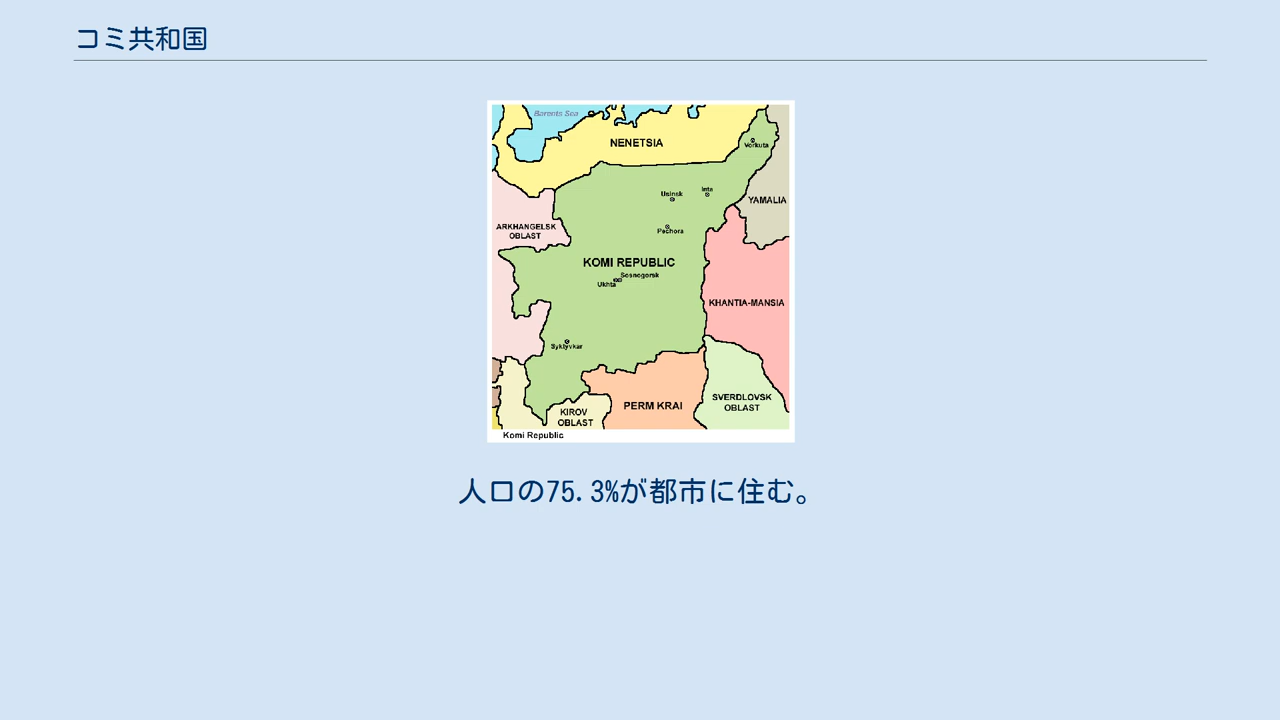 コミ共和国
Barents Sea
NENETSIA
Vorkuta
Usinsk
Inta
YAMALIA
ARKHANGELSK
OBLAST
Pechora
KOMI REPUBLIC
Sosnogorsk
Ukhta
KHANTIA-MANSIA
Syktyvkar
SVERDLOVSK
OBLAST
PERM KRAI
KIROV
OBLAST
Komi Republic
人口の75.3%が都市に住む。